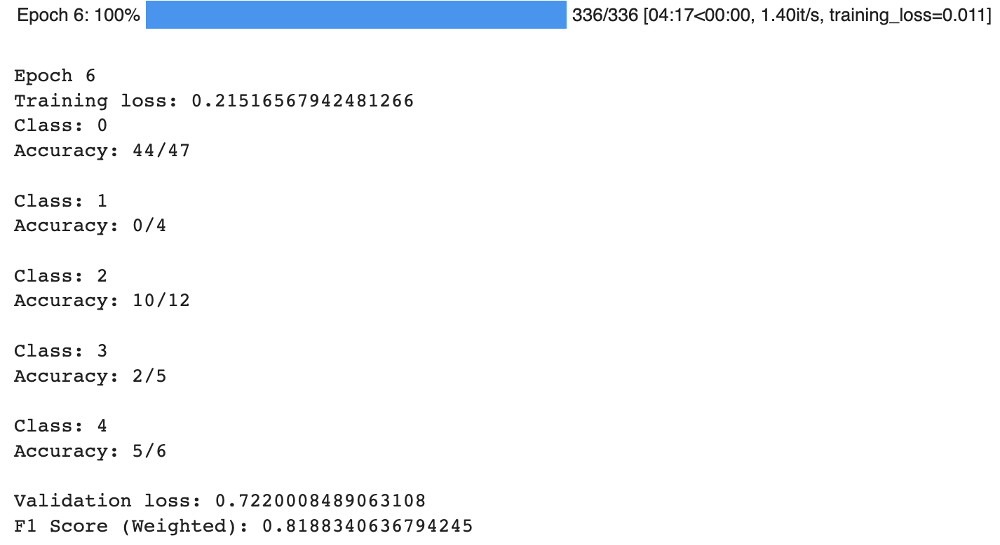 Epoch 6: 100% 336/336 [04:17<00:00, 1.40it/s, training_loss=0.011]
Epoch 6
Training loss: 0.21516567942481266
Class: 0
Accuracy: 44/47
Class: 1
Accuracy: 0/4
Class: 2
Accuracy: 10/12
Class: 3
Accuracy: 2/5
Class: 4
Accuracy: 5/6
Validation loss: 0.7220008489063108
F1 Score (Weighted): 0.8188340636794245